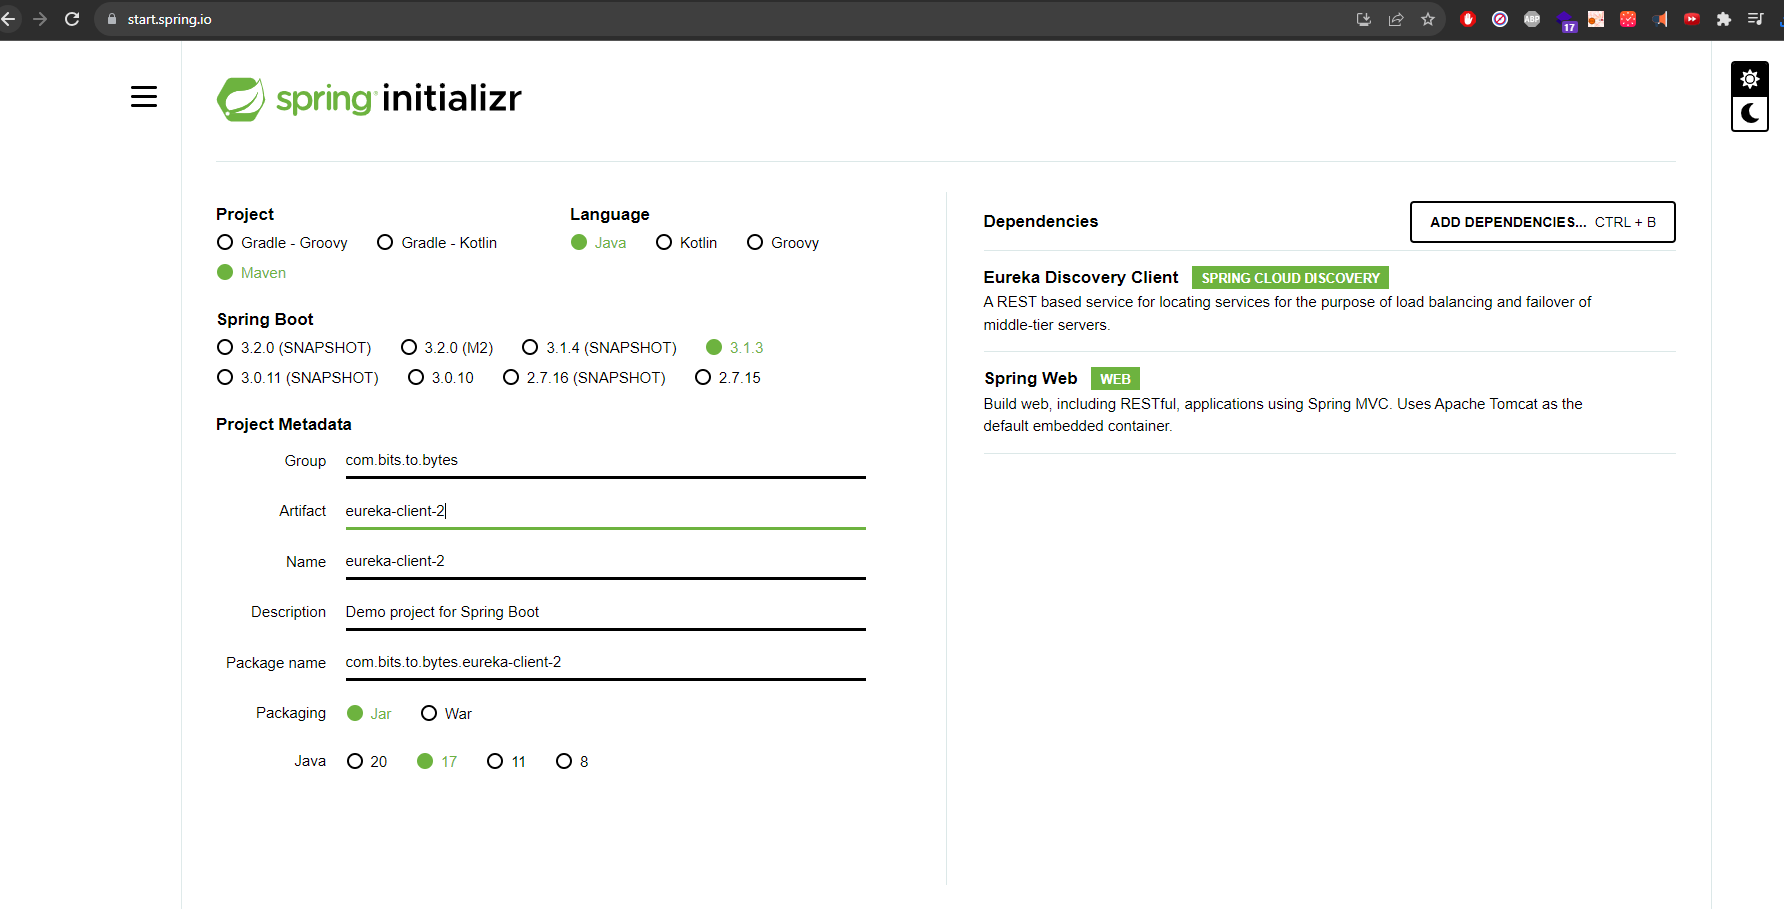 start.spring.io
ABP
17
spring initializr
Project
Gradle - Groovy Gradle - Kotlin
Maven
Language
Java Kotlin Groovy
Spring Boot
3.2.0 (SNAPSHOT) 3.2.0 (M2) 3.1.4 (SNAPSHOT) 3.1.3
3.0.11 (SNAPSHOT) 3.0.10 2.7.16 (SNAPSHOT) 2.7.15
Project Metadata
Group com.bits.to.bytes
Artifact eureka-client-2
Name eureka-client-2
Description Demo project for Spring Boot
Package name com.bits.to.bytes.eureka-client-2
Packaging Jar War
Java 20 17 11 8
Dependencies ADD DEPENDENCIES... CTRL + B
Eureka Discovery Client SPRING CLOUD DISCOVERY
A REST based service for locating services for the purpose of load balancing and failover of
middle-tier servers.
Spring Web WEB
Build web, including RESTful, applications using Spring MVC. Uses Apache Tomcat as the
default embedded container.